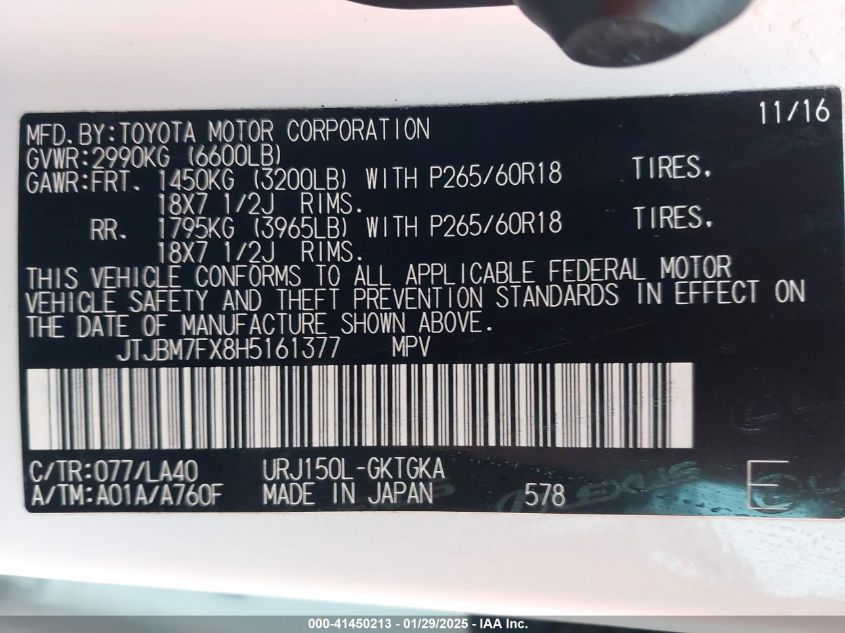 11/16
MFD.BY:TOYOTA MOTOR CORPORATION
GVWR:2990KG (6600LB)
GAWR:FRT. 1450KG (3200LB) WITH P265/60R18 TIRES.
18X7 1/2J RIMS.
RR. 1795KG (3965LB) WITH P265/60R18 TIRES.
18X7 1/2J RIMS.
THIS VEHICLE CONFORMS TO ALL APPLICABLE FEDERAL MOTOR
VEHICLE SAFETY AND THEFT PREVENTION STANDARDS IN EFFECT ON
THE DATE OF MANUFACTURE SHOWN ABOVE.
JTJBM7FX8H5161377 MPV
C/TR:077/LA40 URJ150L-GKTGKA
A/TM:A01A/A760F MADE IN JAPAN 578 E
000-41450213 - 01/29/2025 - IAA Inc.